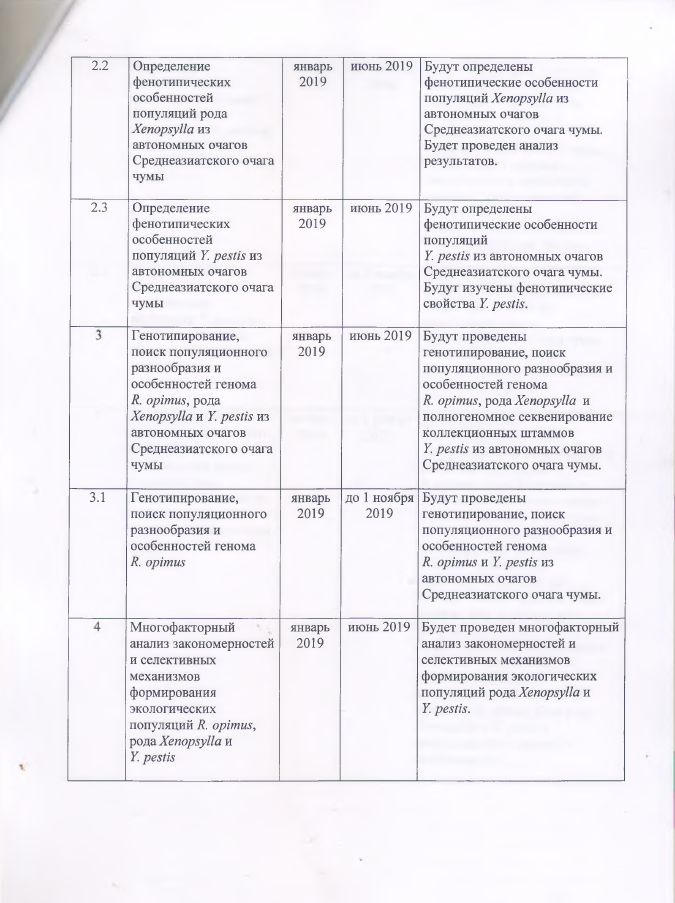 2.2
Определение
фенотипических
особенностей
популяций рода
Xenopsylla из
автономных очагов
Среднеазиатского очага
чумы
январь
2019
июнь 2019
Будут определены
фенотипические особенности
популяций Xenopsylla из
автономных очагов
Среднеазиатского очага чумы.
Будет проведен анализ
результатов.
2.3
Определение
фенотипических
особенностей
популяций Y. pestis из
автономных очагов
Среднеазиатского очага
чумы
январь
2019
июнь 2019
Будут определены
фенотипические особенности
популяций
Y. pestis из автономных очагов
Среднеазиатского очага чумы.
Будут изучены фенотипические
свойства Y. pestis.
3
Генотипирование,
поиск популяционного
разнообразия и
особенностей генома
R. opimus, рода
Xenopsylla и Y. pestis из
автономных очагов
Среднеазиатского очага
чумы
январь
2019
июнь 2019
Будут проведены
генотипирование, поиск
популяционного разнообразия и
особенностей генома
R. opimus, рода Xenopsylla и
полногеномное секвенирование
коллекционных штаммов
Y. pestis из автономных очагов
Среднеазиатского очага чумы.
3.1
Генотипирование,
поиск популяционного
разнообразия и
особенностей генома
R. opimus
январь
2019
до 1 ноября
2019
Будут проведены
генотипирование, поиск
популяционного разнообразия и
особенностей генома
R. opimus и Y. pestis из
автономных очагов
Среднеазиатского очага чумы.
4
Многофакторный
анализ закономерностей
и селективных
механизмов
формирования
экологических
популяций R. opimus,
рода Xenopsylla и
Y. pestis
январь
2019
июнь 2019
Будет проведен многофакторный
анализ закономерностей и
селективных механизмов
формирования экологических
популяций рода Xenopsylla и
Y. pestis.